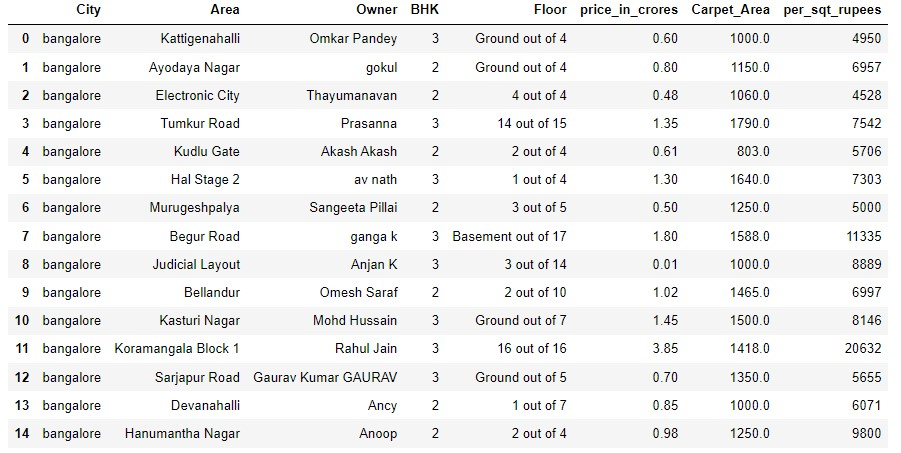 City Area Owner BHK Floor price_in_crores Carpet_Area per_sqt_rupees
0 bangalore Kattigenahalli Omkar Pandey 3 Ground out of 4 0.60 1000.0 4950
1 bangalore Ayodaya Nagar gokul 2 Ground out of 4 0.80 1150.0 6957
2 bangalore Electronic City Thayumanavan 2 4 out of 4 0.48 1060.0 4528
3 bangalore Tumkur Road Prasanna 3 14 out of 15 1.35 1790.0 7542
4 bangalore Kudlu Gate Akash Akash 2 2 out of 4 0.61 803.0 5706
5 bangalore Hal Stage 2 av nath 3 1 out of 4 1.30 1640.0 7303
6 bangalore Murugeshpalya Sangeeta Pillai 2 3 out of 5 0.50 1250.0 5000
7 bangalore Begur Road ganga k 3 Basement out of 17 1.80 1588.0 11335
8 bangalore Judicial Layout Anjan K 3 3 out of 14 0.01 1000.0 8889
9 bangalore Bellandur Omesh Saraf 2 2 out of 10 1.02 1465.0 6997
10 bangalore Kasturi Nagar Mohd Hussain 3 Ground out of 7 1.45 1500.0 8146
11 bangalore Koramangala Block 1 Rahul Jain 3 16 out of 16 3.85 1418.0 20632
12 bangalore Sarjapur Road Gaurav Kumar GAURAV 3 Ground out of 5 0.70 1350.0 5655
13 bangalore Devanahalli Ancy 2 1 out of 7 0.85 1000.0 6071
14 bangalore Hanumantha Nagar Anoop 2 2 out of 4 0.98 1250.0 9800